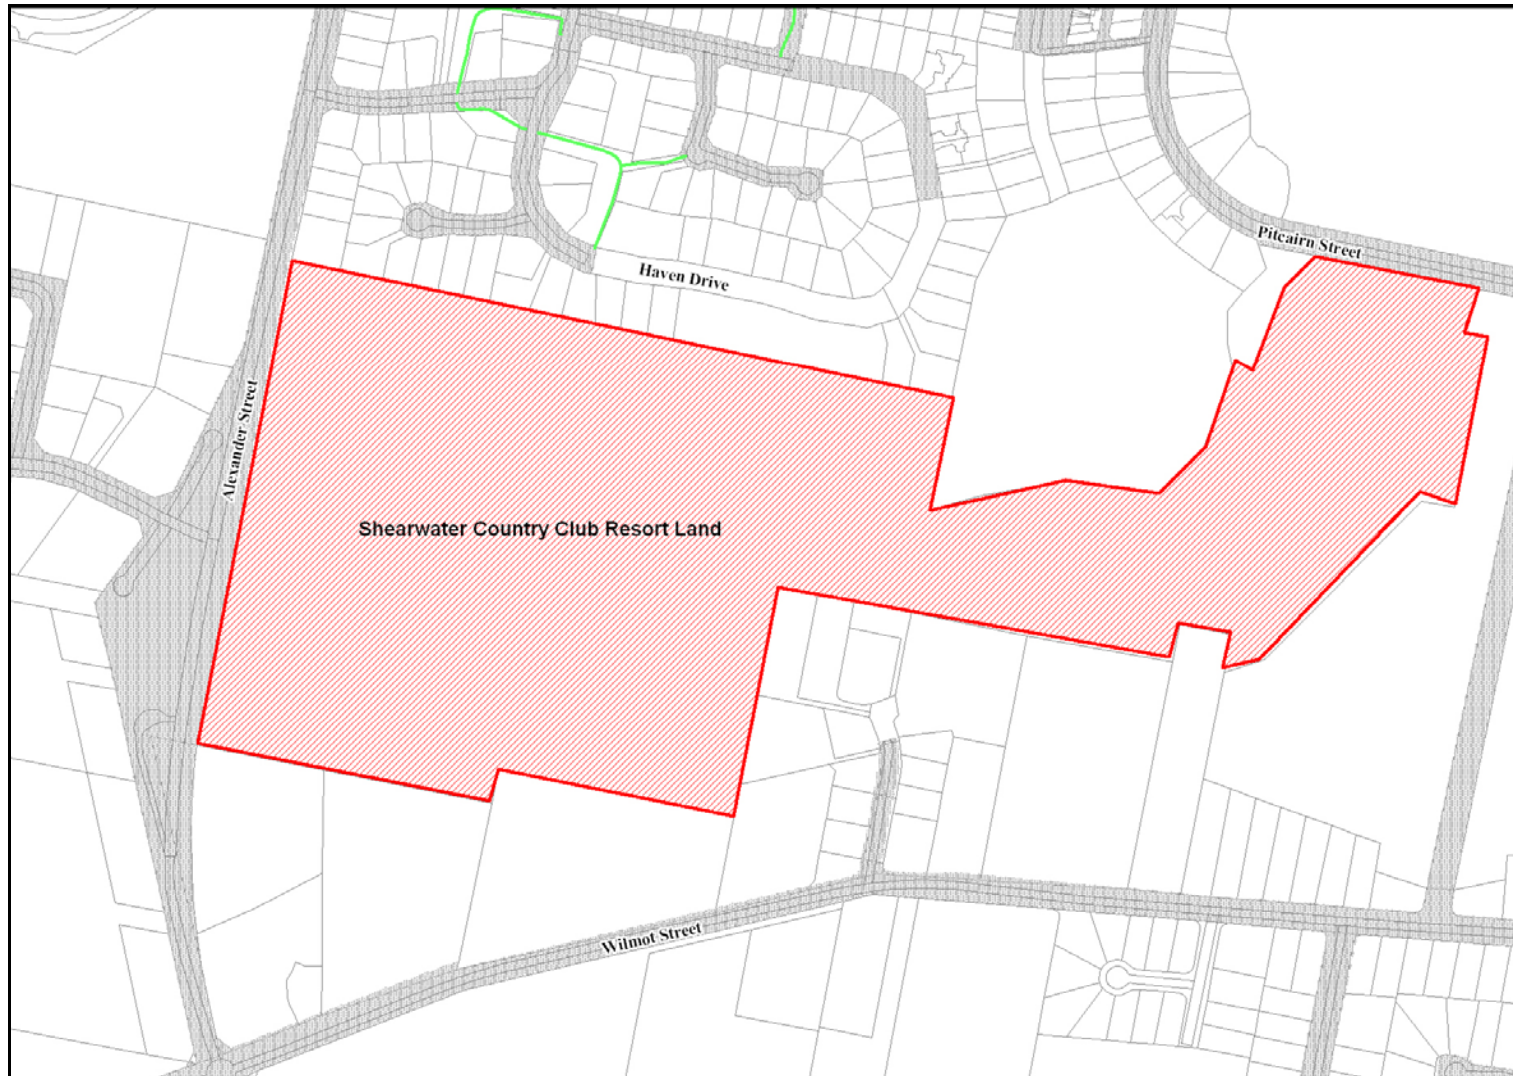 Pitcairn Street
Haven Drive
Alexander Street
Shearwater Country Club Resort Land
Wilmot Street